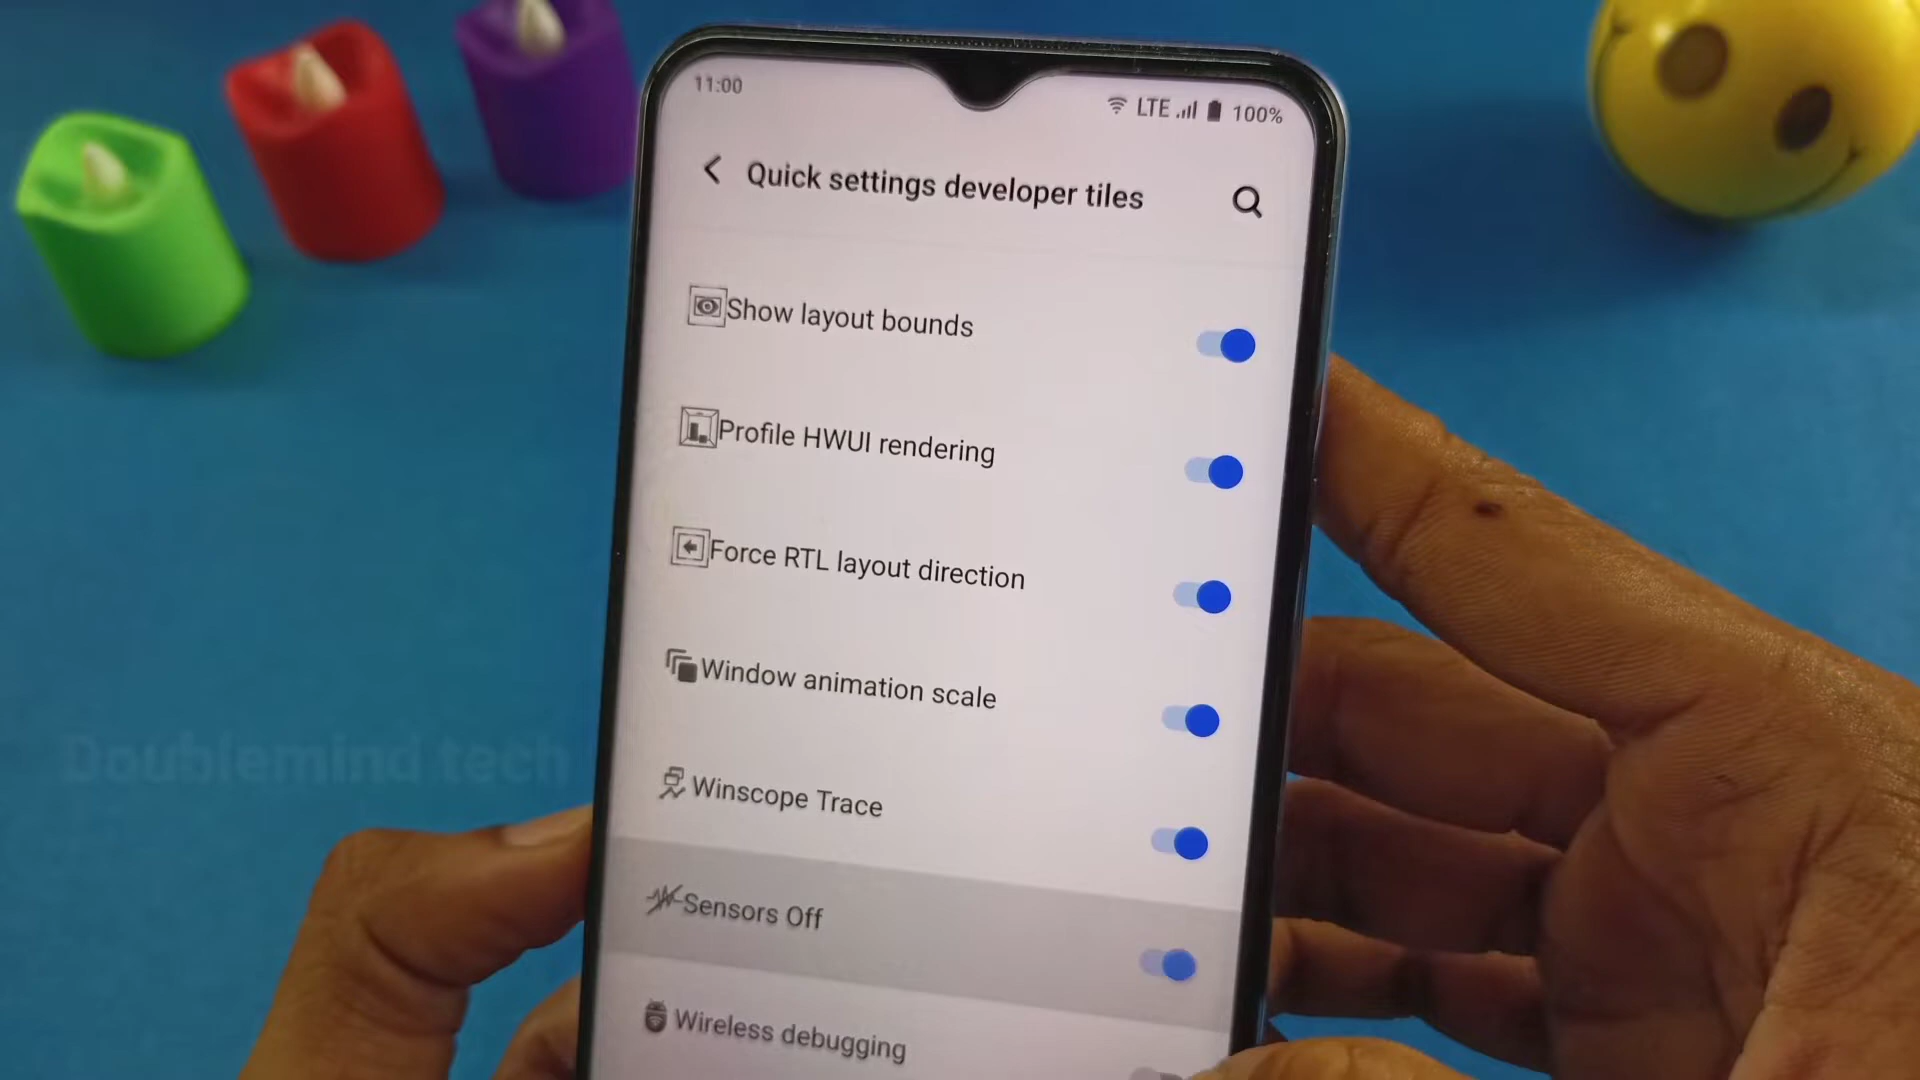 11:00
LTE 100%
Quick settings developer tiles
Show layout bounds
Profile HWUI rendering
Force RTL layout direction
Window animation scale
Winscope Trace
Sensors Off
Wireless debugging
Doublemind tech